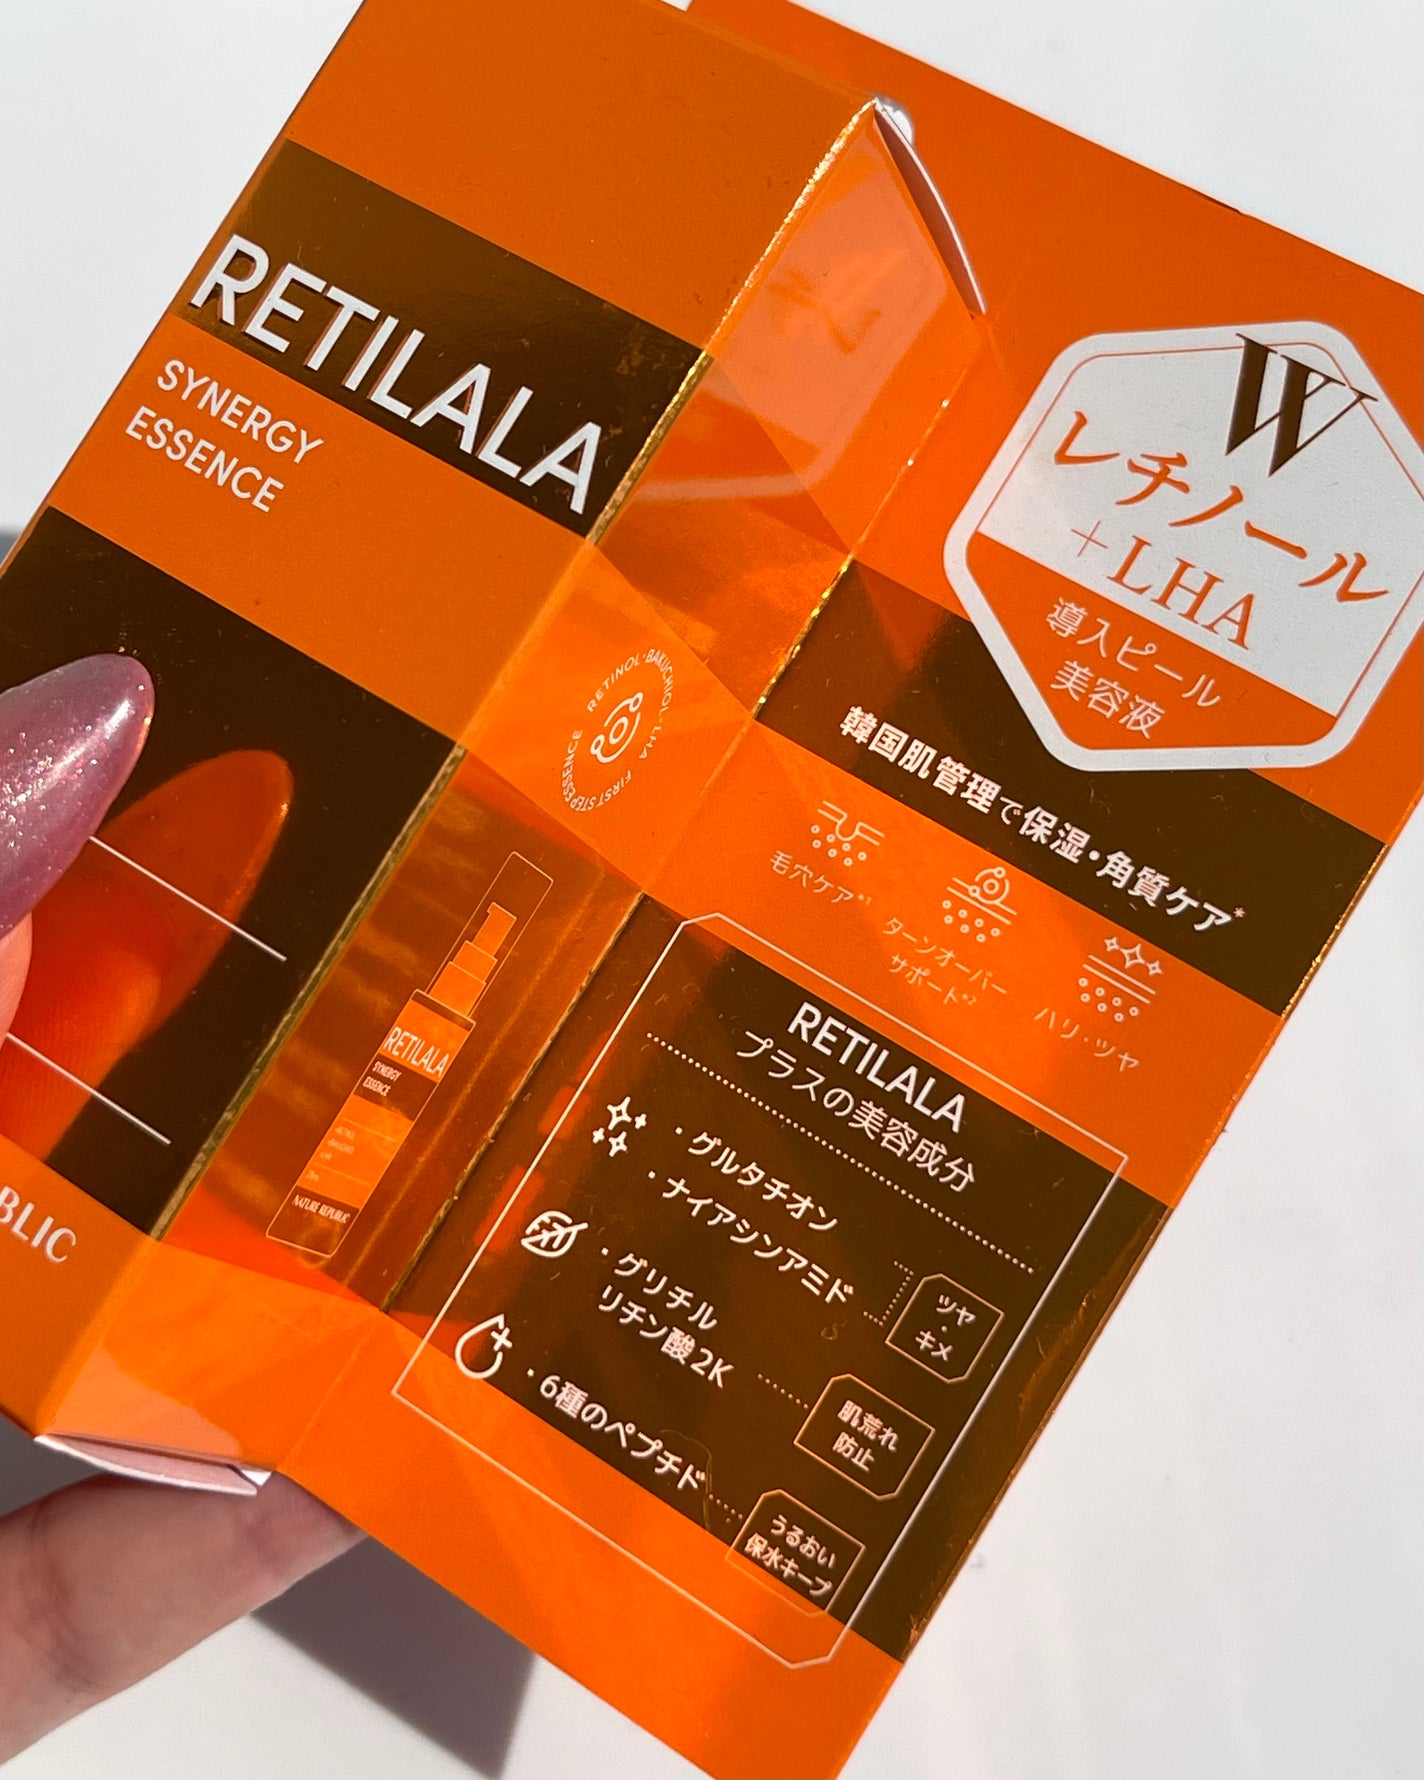 RETILALA
SYNERGY
ESSENCE
BLIC
RETINOL・BAKUCHIOL・LHA
FIRST STEP ESSENCE
RETILALA
SYNERGY
ESSENCE
NATURE REPUBLIC
W
レチノール
+LHA
導入ピール
美容液
韓国肌管理で保湿・角質ケア*
毛穴ケア*1
ターンオーバー
サポート*2
ハリ・ツヤ
RETILALA
プラスの美容成分
・グルタチオン
・ナイアシンアミド
ツヤ
・
キメ
・グリチル
リチン酸2K
肌荒れ
防止
・6種のペプチド
うるおい
保水キープ